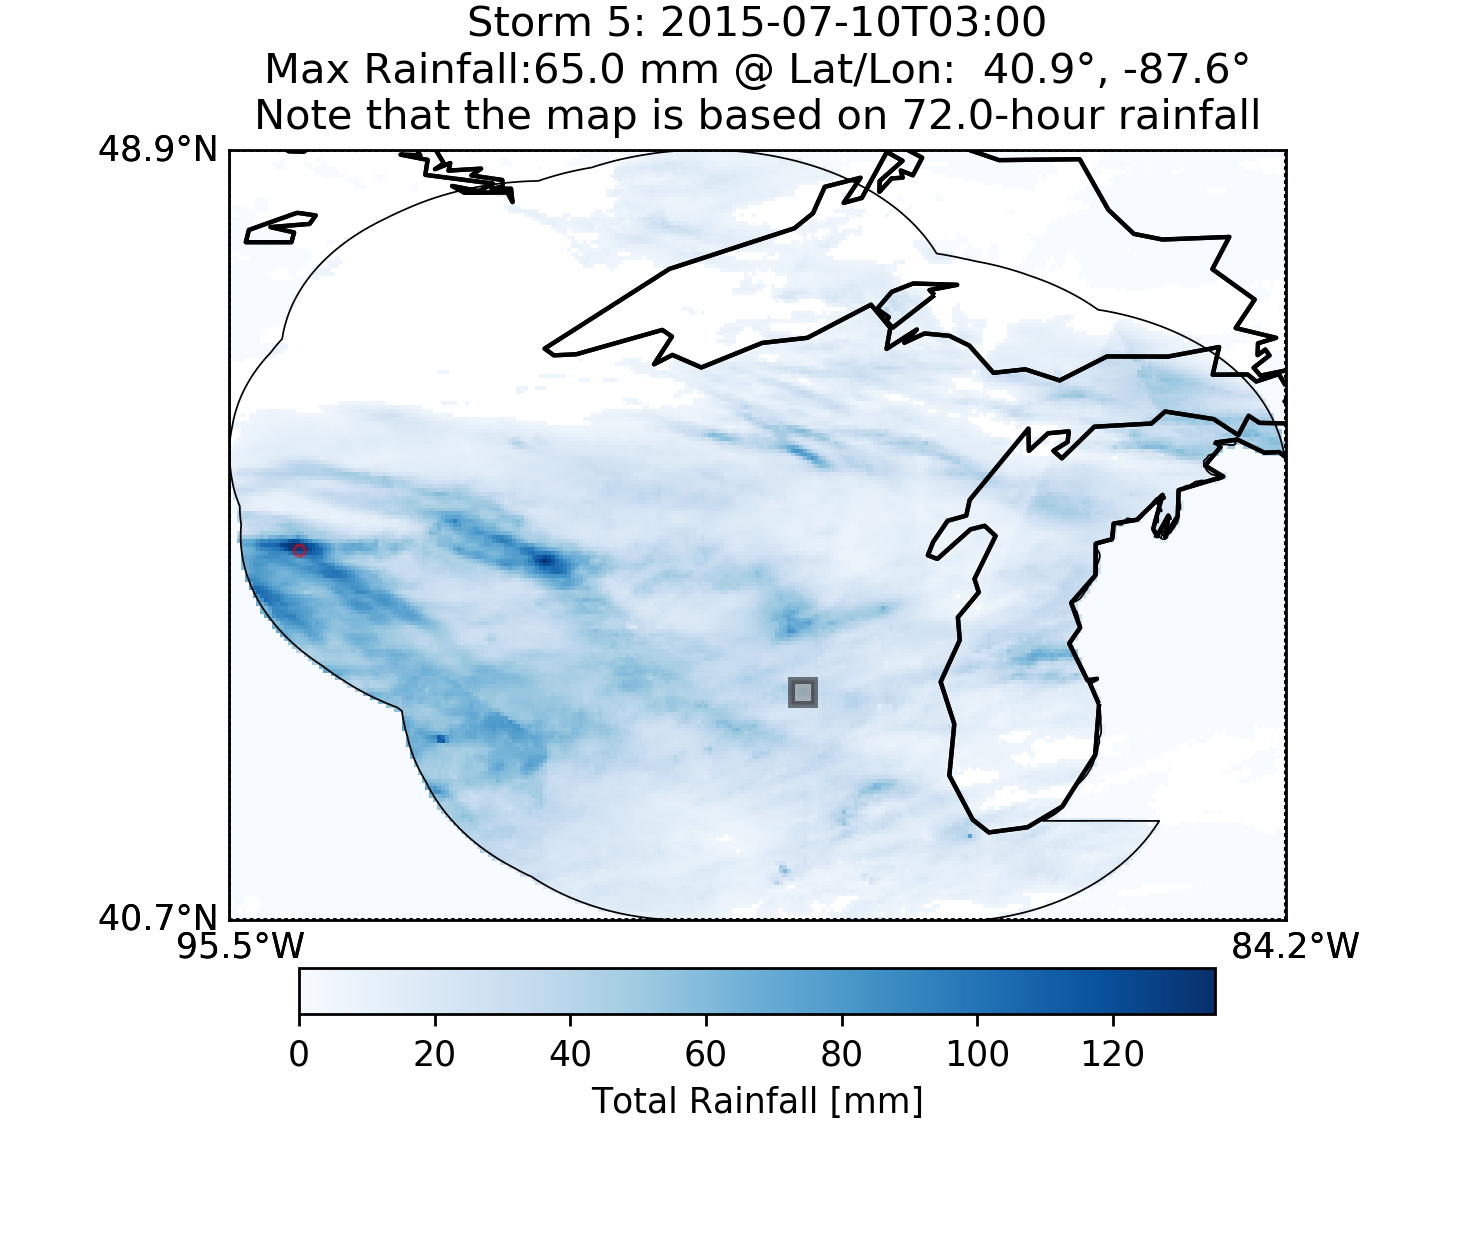 Storm 5: 2015-07-10T03:00
Max Rainfall:65.0 mm @ Lat/Lon:  40.9°, -87.6°
Note that the map is based on 72.0-hour rainfall
48.9°N
40.7°N
95.5°W 84.2°W
0 20 40 60 80 100 120
Total Rainfall [mm]